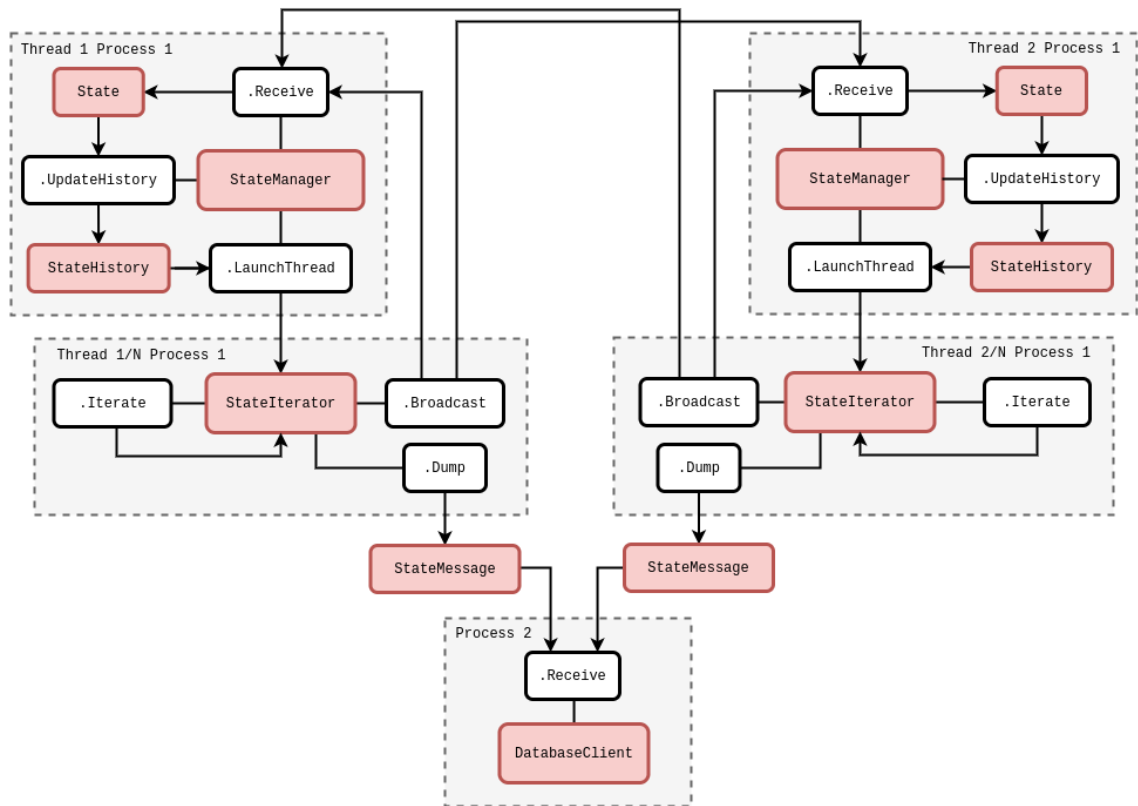 Thread 1 Process 1
Thread 2 Process 1
State
.Receive
.Receive
State
.UpdateHistory
StateManager
StateManager
.UpdateHistory
StateHistory
.LaunchThread
.LaunchThread
StateHistory
Thread 1/N Process 1
Thread 2/N Process 1
.Iterate
StateIterator
.Broadcast
.Broadcast
StateIterator
.Iterate
.Dump
.Dump
StateMessage
StateMessage
Process 2
.Receive
DatabaseClient